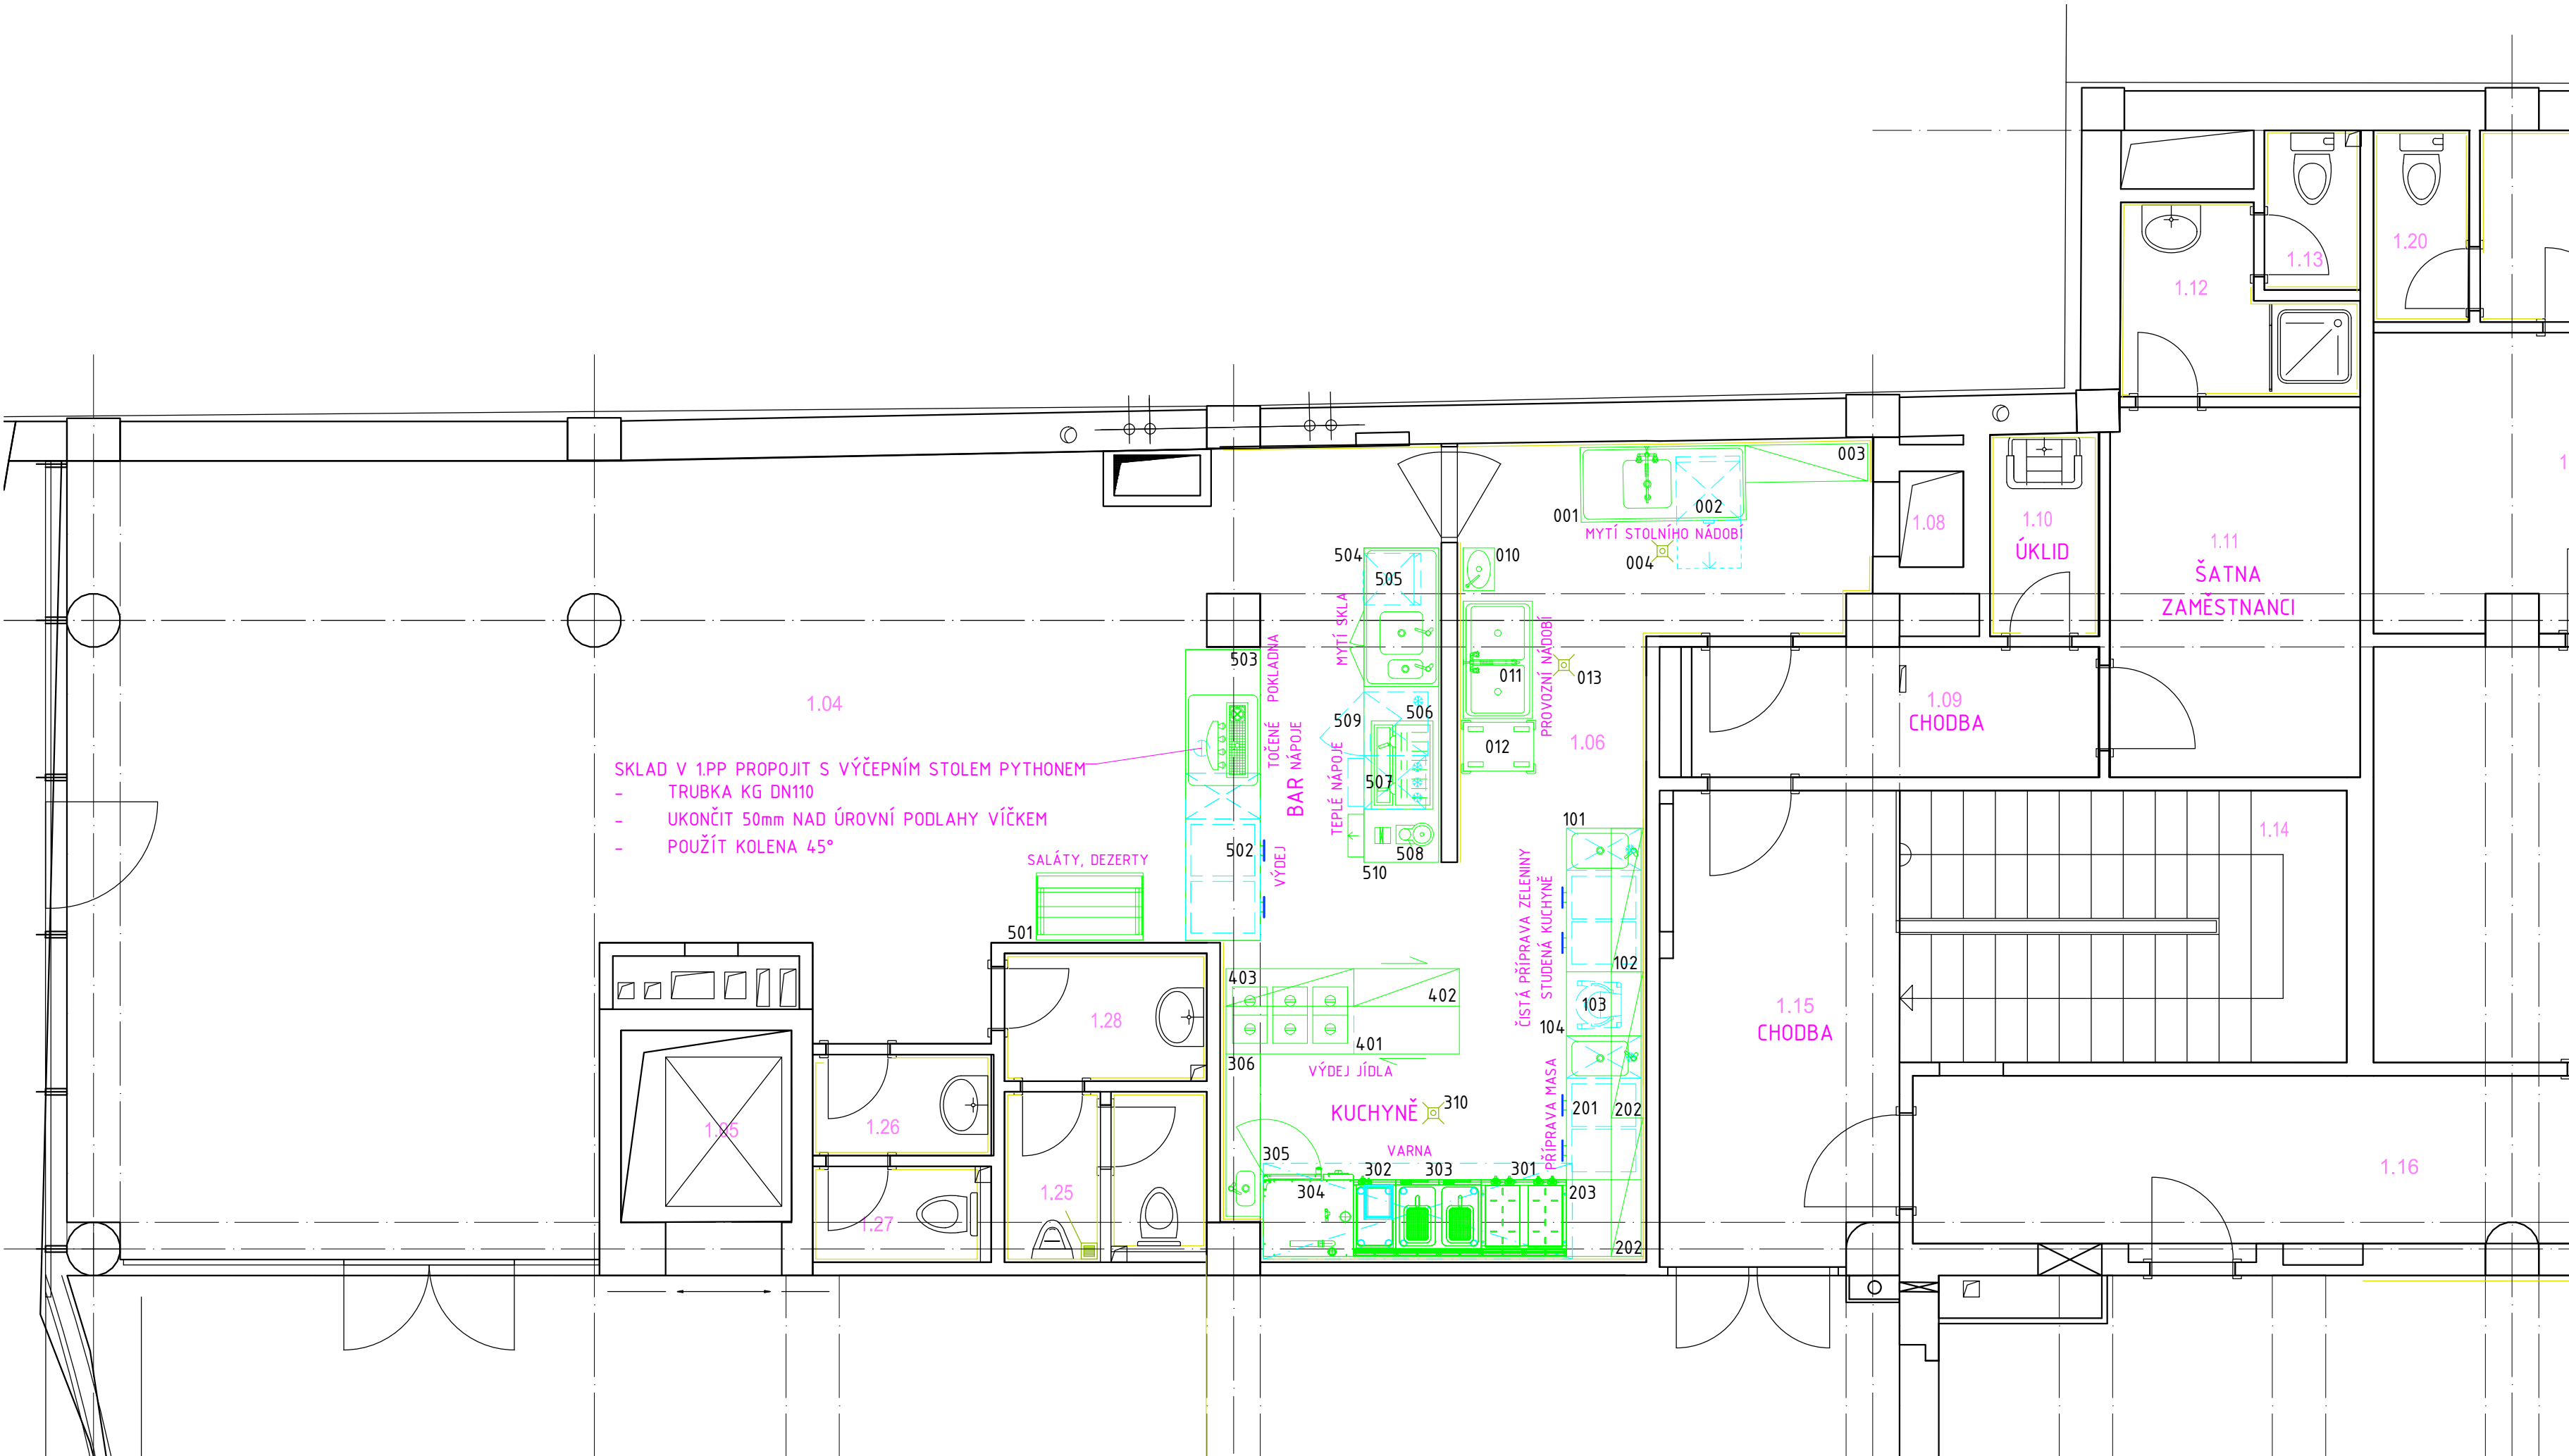 1.13
1.20
1.12
003
002
001
MYTÍ STOLNÍHO NÁDOBÍ
004
1.08
1.10
ÚKLID
1.11
ŠATNA
ZAMĚSTNANCI
504
505
010
MYTÍ SKLA
503
POKLADNA
PROVOZNÍ NÁDOBÍ
011
013
1.04
509
506
012
1.06
1.09
CHODBA
TOČENÉ
NÁPOJE
BAR
TEPLÉ NÁPOJE
507
SKLAD V 1.PP PROPOJIT S VÝČEPNÍM STOLEM PYTHONEM
- TRUBKA KG DN110
- UKONČIT 50mm NAD ÚROVNÍ PODLAHY VÍČKEM
- POUŽÍT KOLENA 45°
SALÁTY, DEZERTY
502
VÝDEJ
508
510
101
1.14
501
ČISTÁ PŘÍPRAVA ZELENINY
STUDENÁ KUCHYNĚ
102
403
402
103
104
1.28
401
306
VÝDEJ JÍDLA
1.15
CHODBA
KUCHYNĚ
310
PŘÍPRAVA MASA
201
202
1.05
1.26
VARNA
305
302
303
301
304
203
1.25
1.27
202
1.16
1